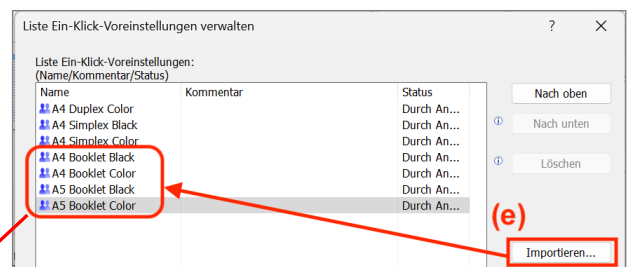 Liste Ein-Klick-Voreinstellungen verwalten ? X
Liste Ein-Klick-Voreinstellungen:
(Name/Kommentar/Status)
Name Kommentar Status
A4 Duplex Color Durch An...
A4 Simplex Black Durch An...
A4 Simplex Color Durch An...
A4 Booklet Black Durch An...
A4 Booklet Color Durch An...
A5 Booklet Black Durch An...
A5 Booklet Color Durch An...
Nach oben
Nach unten
Löschen
(e)
Importieren...